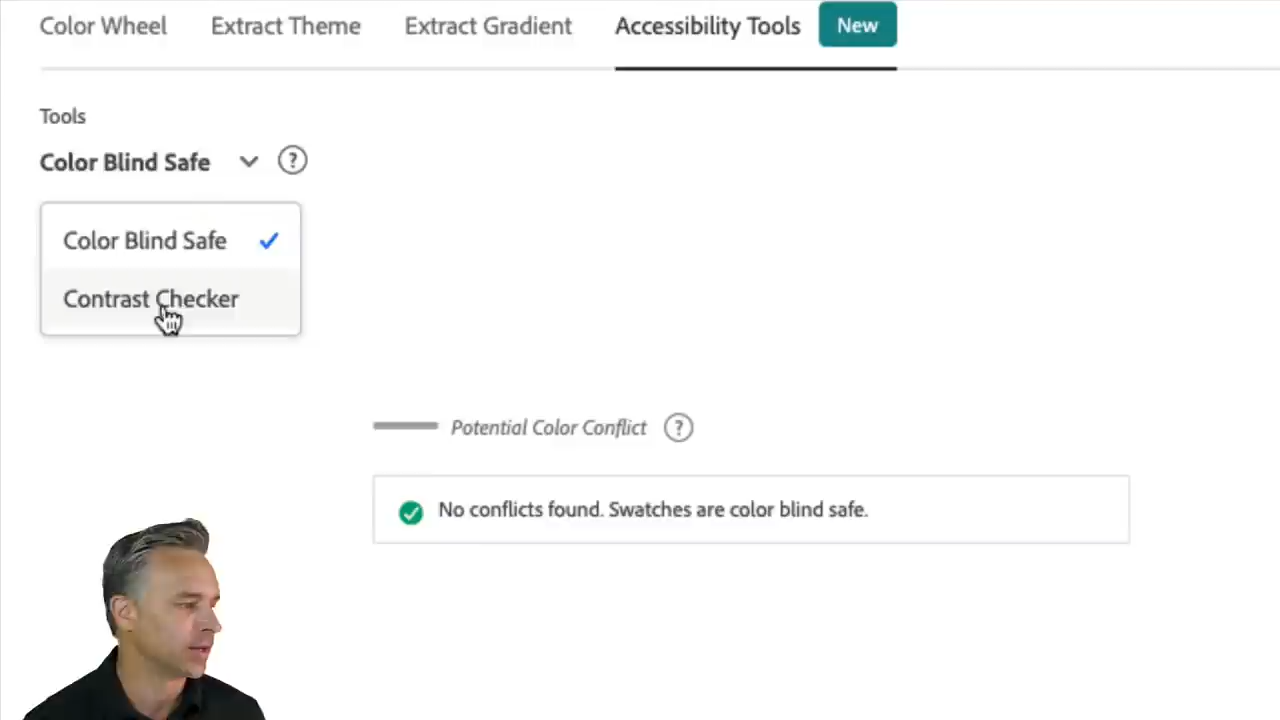 Color Wheel Extract Theme Extract Gradient Accessibility Tools New
Tools
Color Blind Safe ?
Color Blind Safe
Contrast Checker
Potential Color Conflict ?
No conflicts found. Swatches are color blind safe.